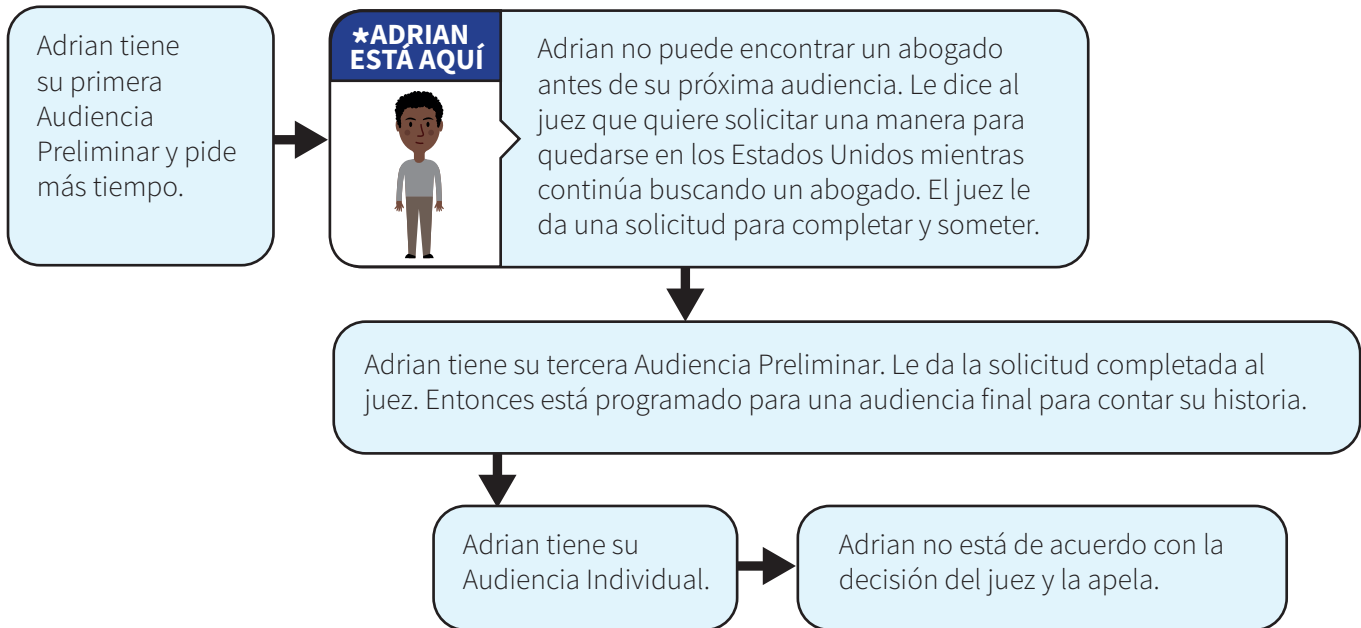 Adrian tiene
su primera
Audiencia
Preliminar y pide
más tiempo.
*ADRIAN
ESTÁ AQUÍ
Adrian no puede encontrar un abogado
antes de su próxima audiencia. Le dice al
juez que quiere solicitar una manera para
quedarse en los Estados Unidos mientras
continúa buscando un abogado. El juez le
da una solicitud para completar y someter.
Adrian tiene su tercera Audiencia Preliminar. Le da la solicitud completada al
juez. Entonces está programado para una audiencia final para contar su historia.
Adrian tiene su
Audiencia Individual.
Adrian no está de acuerdo con la
decisión del juez y la apela.